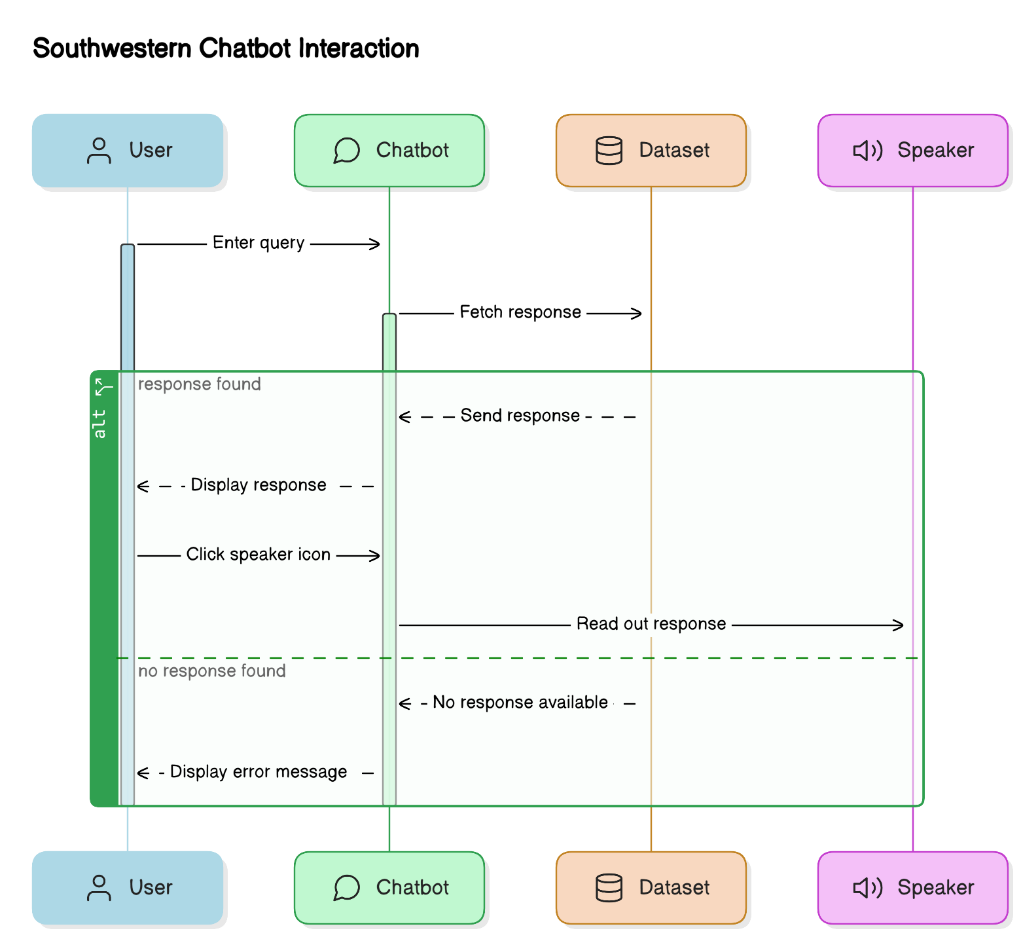 Southwestern Chatbot Interaction
User
Chatbot
Dataset
Speaker
Enter query
Fetch response
alt
response found
Send response
Display response
Click speaker icon
Read out response
no response found
No response available
Display error message
User
Chatbot
Dataset
Speaker